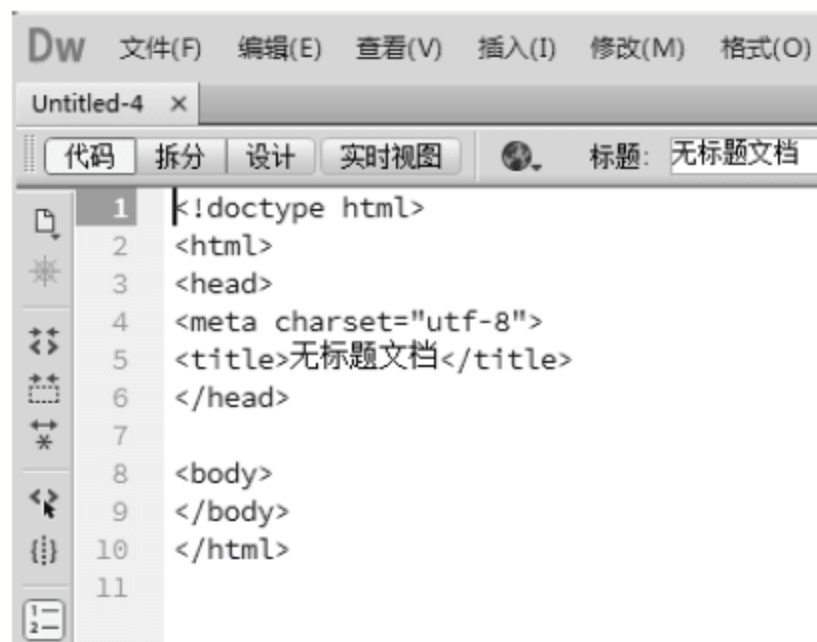 Dw 文件(F) 编辑(E) 查看(V) 插入(I) 修改(M) 格式(O)
Untitled-4 ×
代码 拆分 设计 实时视图 标题: 无标题文档
1 <!doctype html>
2 <html>
3 <head>
4 <meta charset="utf-8">
5 <title>无标题文档</title>
6 </head>
7
8 <body>
9 </body>
10 </html>
11